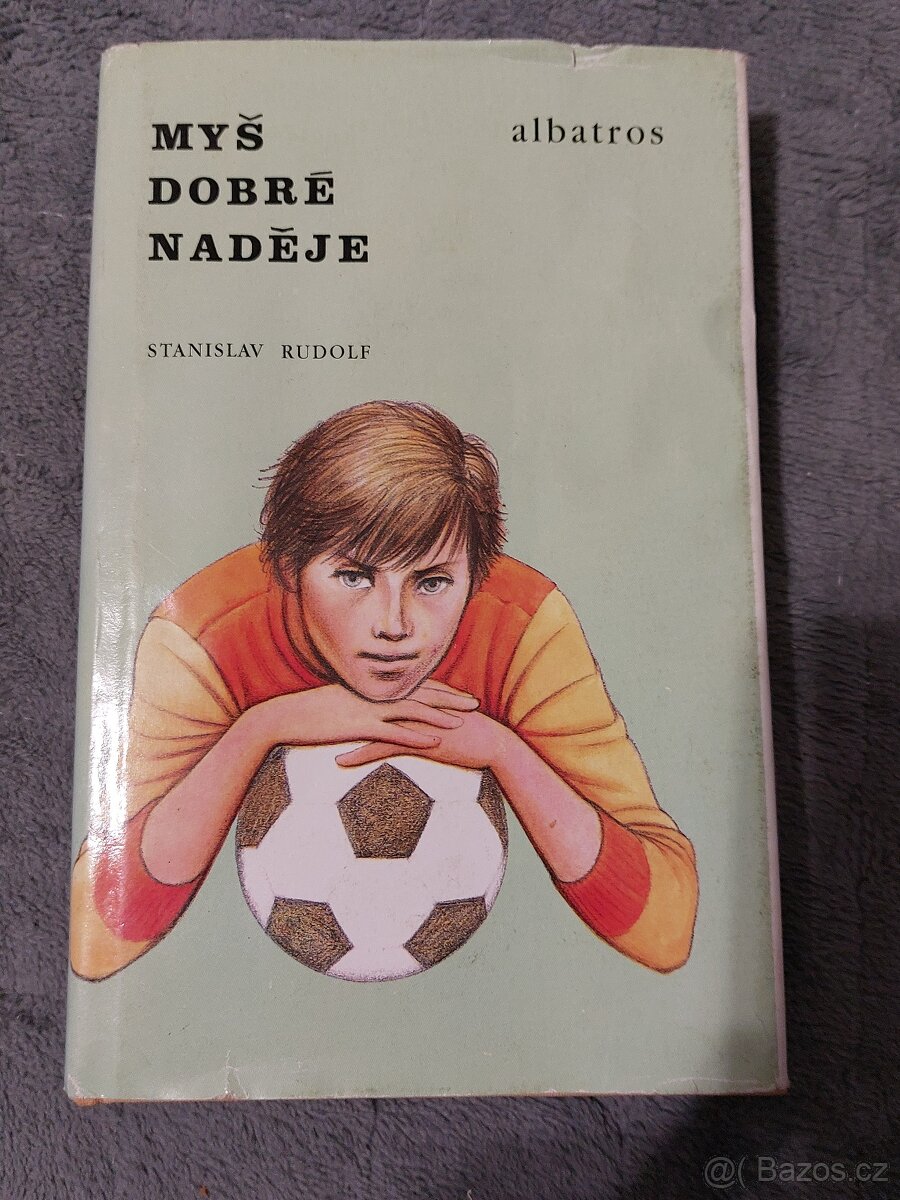 MYŠ
DOBRÉ
NADĚJE
albatros
STANISLAV RUDOLF
@( Bazos.cz